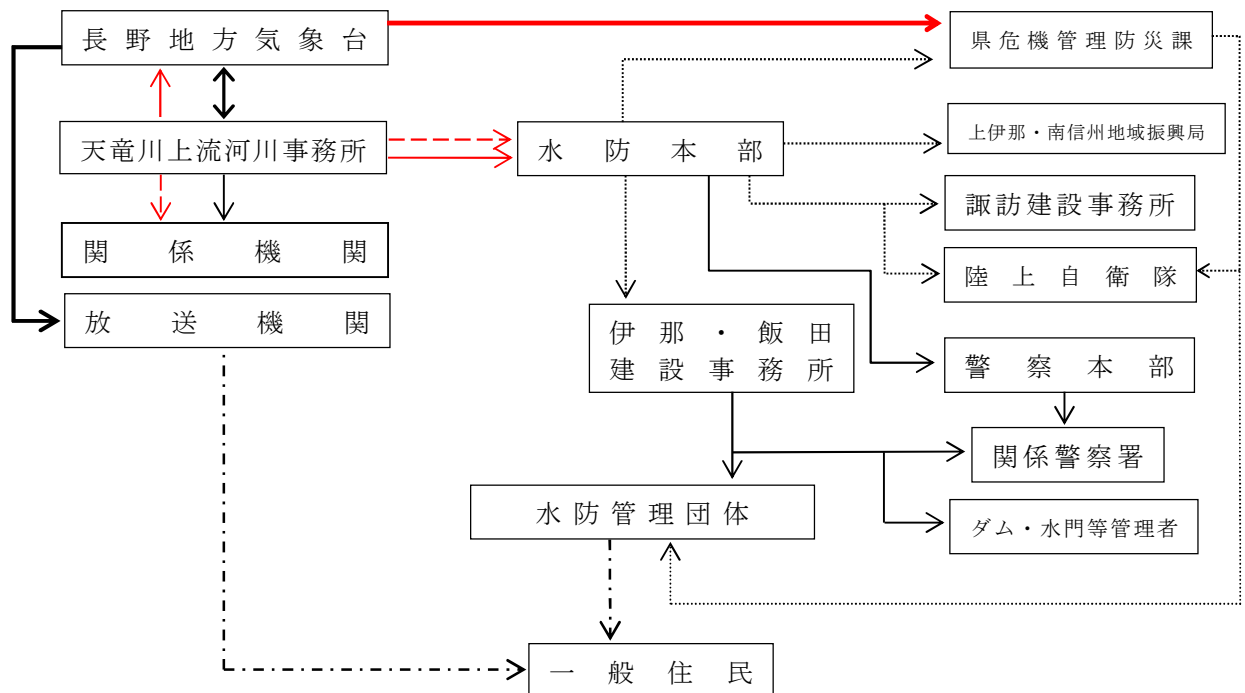 長野地方気象台
県危機管理防災課
天竜川上流河川事務所
水防本部
上伊那・南信州地域振興局
諏訪建設事務所
関係機関
陸上自衛隊
放送機関
伊那・飯田
建設事務所
警察本部
関係警察署
水防管理団体
ダム・水門等管理者
一般住民